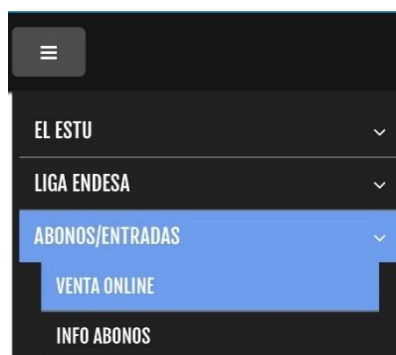 EL ESTU
LIGA ENDESA
ABONOS/ENTRADAS
VENTA ONLINE
INFO ABONOS